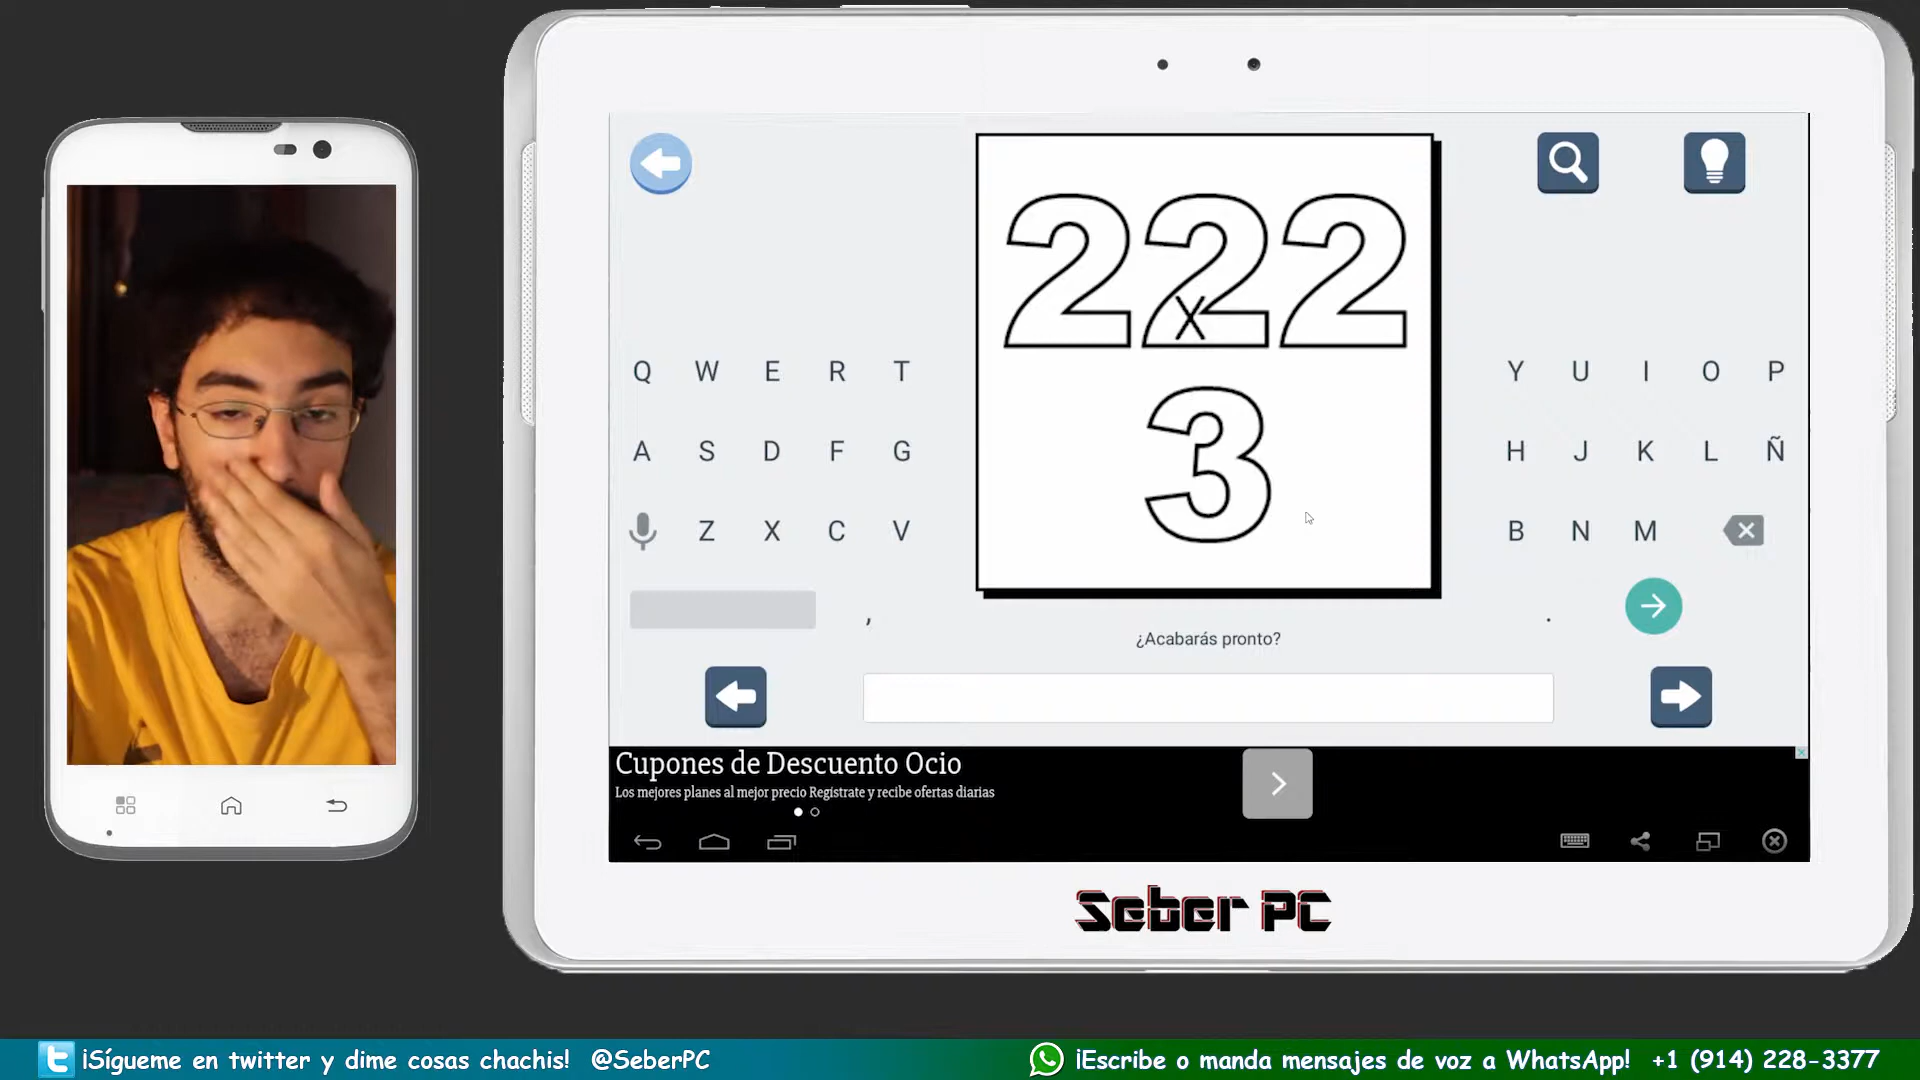 222
x
3
Q W E R T
Y U I O P
A S D F G
H J K L Ñ
Z X C V
B N M
,
.
¿Acabarás pronto?
Cupones de Descuento Ocio
Los mejores planes al mejor precio Regístrate y recibe ofertas diarias
Seber PC
¡Sígueme en twitter y dime cosas chachis! @SeberPC
¡Escribe o manda mensajes de voz a WhatsApp! +1 (914) 228-3377